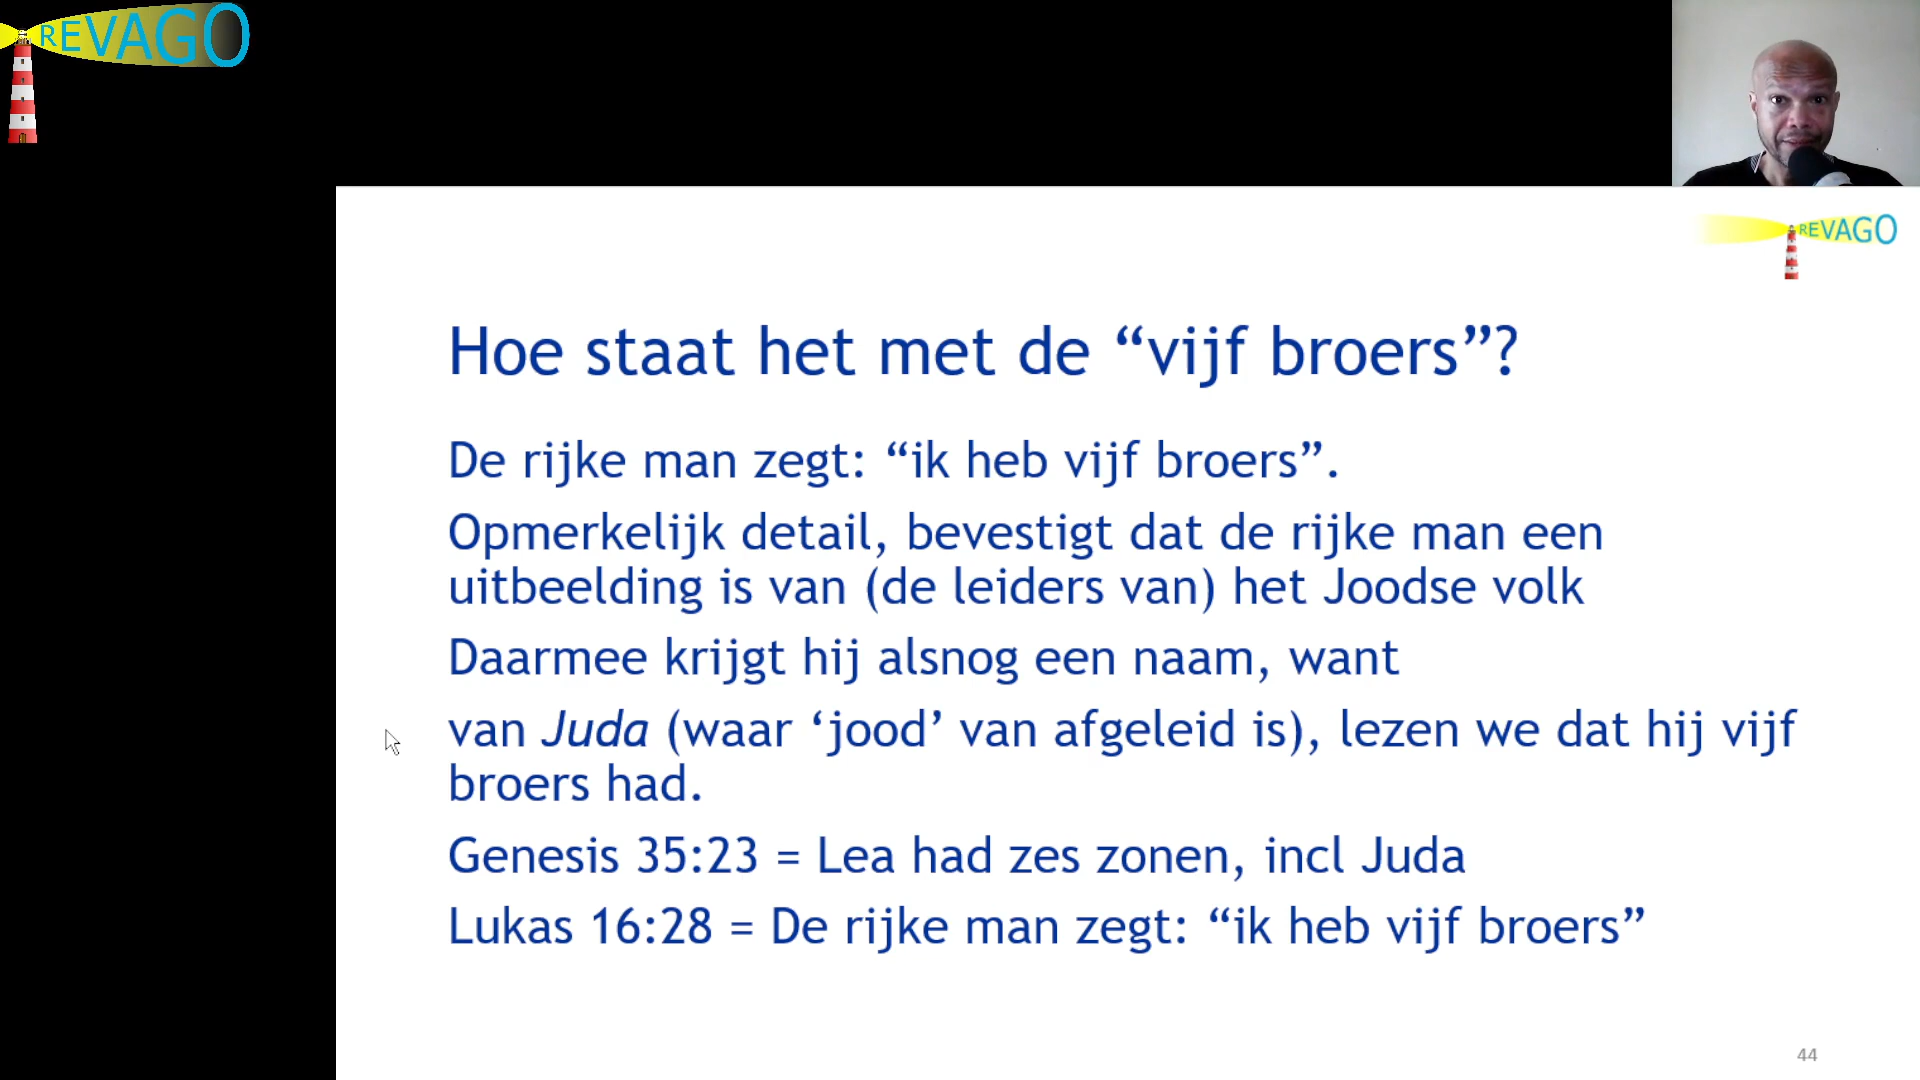 REVAGO
REVAGO
Hoe staat het met de “vijf broers”?
De rijke man zegt: “ik heb vijf broers”.
Opmerkelijk detail, bevestigt dat de rijke man een
uitbeelding is van (de leiders van) het Joodse volk
Daarmee krijgt hij alsnog een naam, want
van Juda (waar ‘jood’ van afgeleid is), lezen we dat hij vijf
broers had.
Genesis 35:23 = Lea had zes zonen, incl Juda
Lukas 16:28 = De rijke man zegt: “ik heb vijf broers”
44